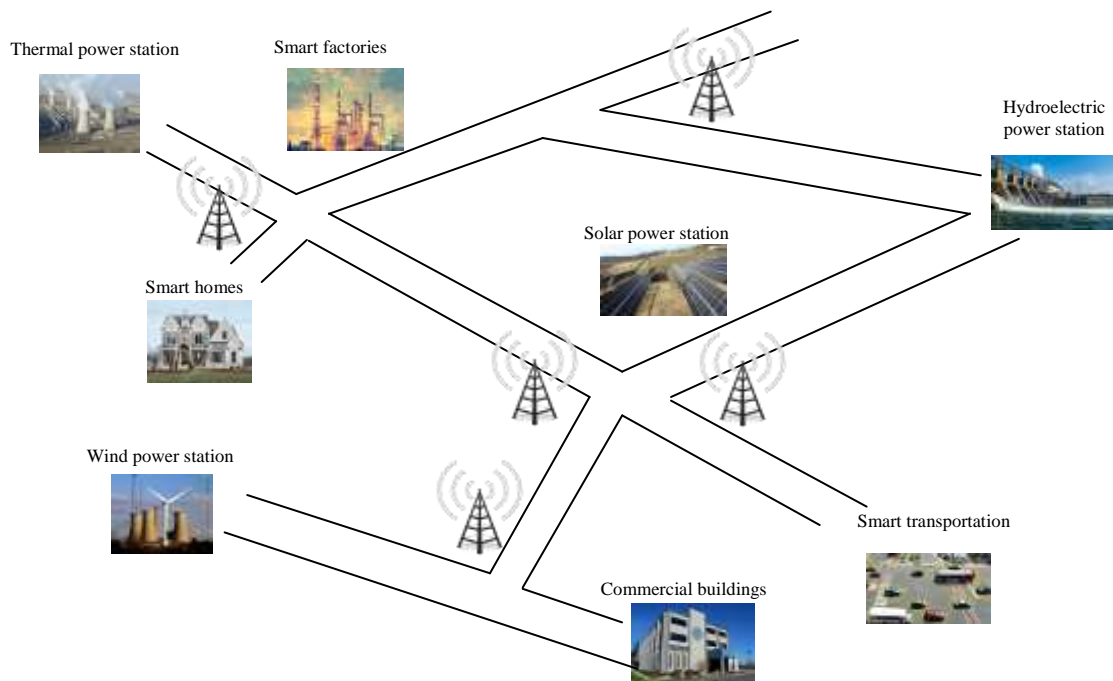 Thermal power station
Smart factories
Hydroelectric
power station
Solar power station
Smart homes
Wind power station
Smart transportation
Commercial buildings